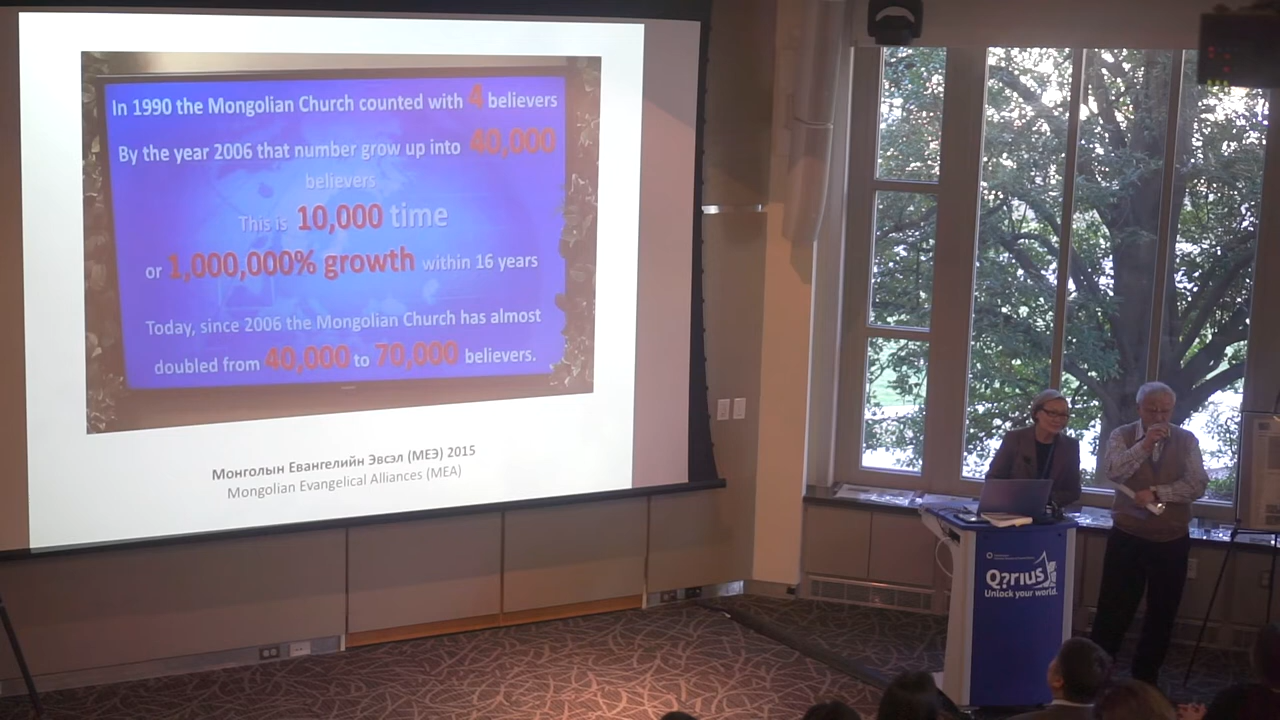 In 1990 the Mongolian Church counted with 4 believers
By the year 2006 that number grow up into 40,000
believers
This is 10,000 time
or 1,000,000% growth within 16 years
Today, since 2006 the Mongolian Church has almost
doubled from 40,000 to 70,000 believers.
Монголын Евангелийн Эвсэл (МЕЭ) 2015
Mongolian Evangelical Alliances (MEA)
Q?rius
Unlock your world.